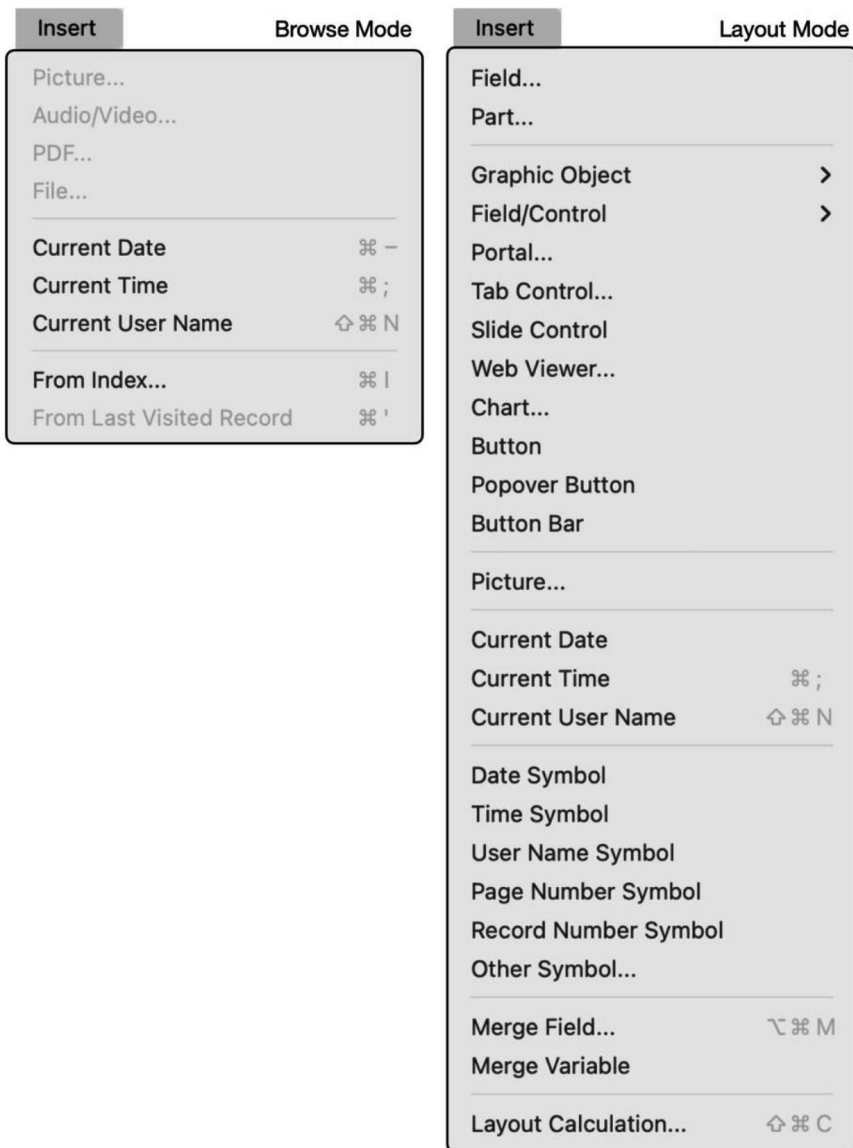 Insert Browse Mode
Picture...
Audio/Video...
PDF...
File...
Current Date ⌘ –
Current Time ⌘ ;
Current User Name ⇧ ⌘ N
From Index... ⌘ I
From Last Visited Record ⌘ '
Insert Layout Mode
Field...
Part...
Graphic Object >
Field/Control >
Portal...
Tab Control...
Slide Control
Web Viewer...
Chart...
Button
Popover Button
Button Bar
Picture...
Current Date
Current Time ⌘ ;
Current User Name ⇧ ⌘ N
Date Symbol
Time Symbol
User Name Symbol
Page Number Symbol
Record Number Symbol
Other Symbol...
Merge Field... ⌥ ⌘ M
Merge Variable
Layout Calculation... ⇧ ⌘ C